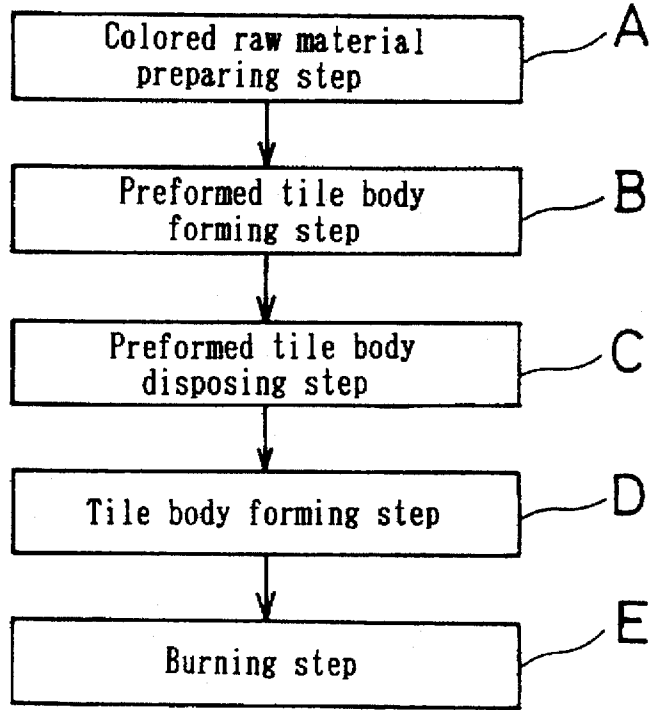 Colored raw material
preparing step
A
Preformed tile body
forming step
B
Preformed tile body
disposing step
C
Tile body forming step
D
Burning step
E